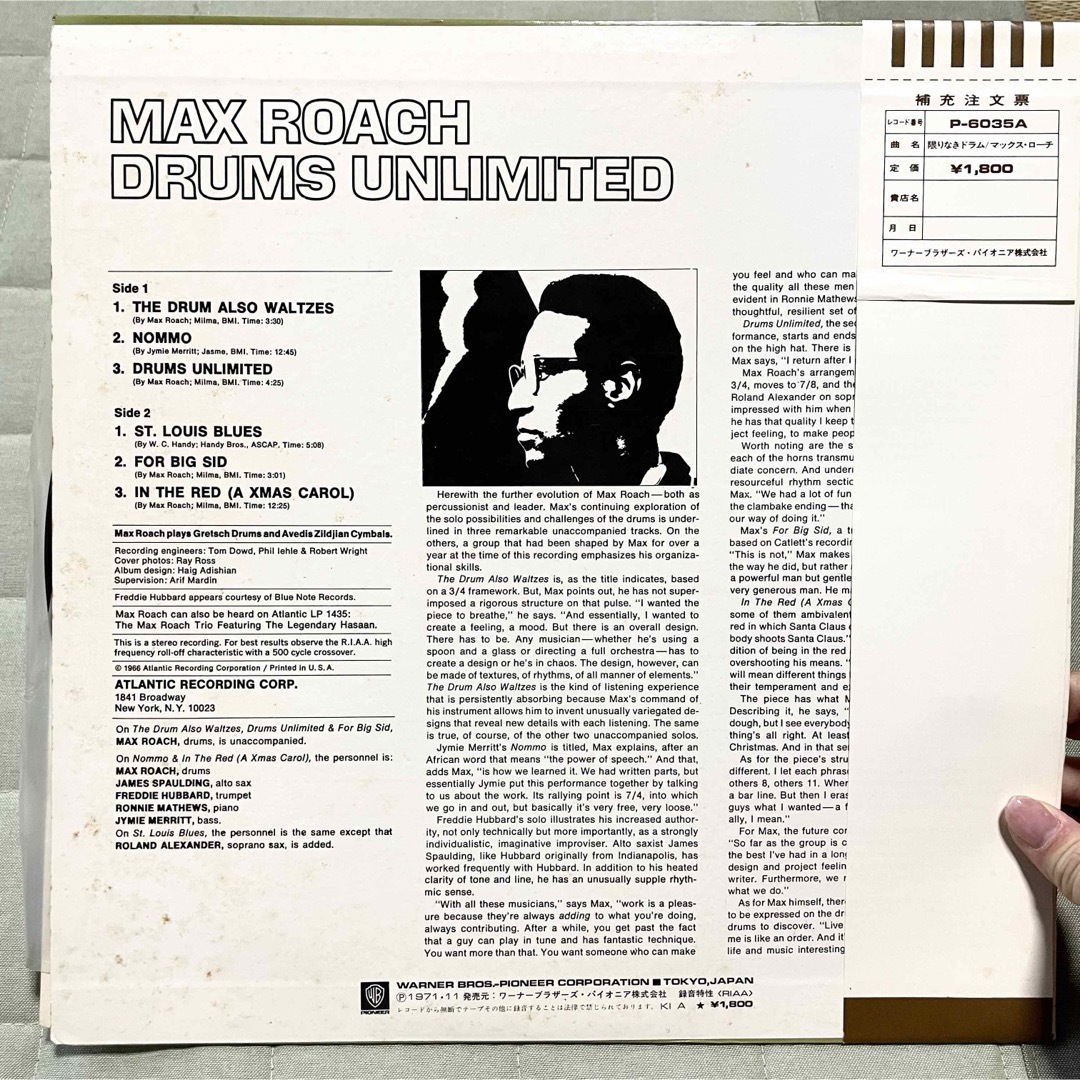 MAX ROACH
DRUMS UNLIMITED
Side 1
1. THE DRUM ALSO WALTZES
(By Max Roach; Milma, BMI. Time: 3:30)
2. NOMMO
(By Jymie Merritt; Jasme, BMI. Time: 12:45)
3. DRUMS UNLIMITED
(By Max Roach; Milma, BMI. Time: 4:25)
Side 2
1. ST. LOUIS BLUES
(By W. C. Handy; Handy Bros., ASCAP. Time: 5:08)
2. FOR BIG SID
(By Max Roach; Milma, BMI. Time: 3:01)
3. IN THE RED (A XMAS CAROL)
(By Max Roach; Milma, BMI. Time: 12:25)
Max Roach plays Gretsch Drums and Avedis Zildjian Cymbals.
Recording engineers: Tom Dowd, Phil Iehle & Robert Wright
Cover photos: Ray Ross
Album design: Haig Adishian
Supervision: Arif Mardin
Freddie Hubbard appears courtesy of Blue Note Records.
Max Roach can also be heard on Atlantic LP 1435:
The Max Roach Trio Featuring The Legendary Hasaan.
This is a stereo recording. For best results observe the R.I.A.A. high
frequency roll-off characteristic with a 500 cycle crossover.
© 1966 Atlantic Recording Corporation / Printed in U. S. A.
ATLANTIC RECORDING CORP.
1841 Broadway
New York, N.Y. 10023
On The Drum Also Waltzes, Drums Unlimited & For Big Sid,
MAX ROACH, drums, is unaccompanied.
On Nommo & In The Red (A Xmas Carol), the personnel is:
MAX ROACH, drums
JAMES SPAULDING, alto sax
FREDDIE HUBBARD, trumpet
RONNIE MATHEWS, piano
JYMIE MERRITT, bass.
On St. Louis Blues, the personnel is the same except that
ROLAND ALEXANDER, soprano sax, is added.
Herewith the further evolution of Max Roach—both as
percussionist and leader. Max's continuing exploration of
the solo possibilities and challenges of the drums is under-
lined in three remarkable unaccompanied tracks. On the
others, a group that had been shaped by Max for over a
year at the time of this recording emphasizes his organiza-
tional skills.
The Drum Also Waltzes is, as the title indicates, based
on a 3/4 framework. But, Max points out, he has not super-
imposed a rigorous structure on that pulse. "I wanted the
piece to breathe," he says. "And essentially, I wanted to
create a feeling, a mood. But there is an overall design.
There has to be. Any musician—whether he's using a
spoon and a glass or directing a full orchestra—has to
create a design or he's in chaos. The design, however, can
be made of textures, of rhythms, of all manner of elements."
The Drum Also Waltzes is the kind of listening experience
that is persistently absorbing because Max's command of
his instrument allows him to invent unusually variegated de-
signs that reveal new details with each listening. The same
is true, of course, of the other two unaccompanied solos.
Jymie Merritt's Nommo is titled, Max explains, after an
African word that means "the power of speech." And that,
adds Max, "is how we learned it. We had written parts, but
essentially Jymie put this performance together by talking
to us about the work. Its rallying point is 7/4, into which
we go in and out, but basically it's very free, very loose."
Freddie Hubbard's solo illustrates his increased author-
ity, not only technically but more importantly, as a strongly
individualistic, imaginative improviser. Alto saxist James
Spaulding, like Hubbard originally from Indianapolis, has
worked frequently with Hubbard. In addition to his heated
clarity of tone and line, he has an unusually supple rhyth-
mic sense.
"With all these musicians," says Max, "work is a pleas-
ure because they're always adding to what you're doing,
always contributing. After a while, you get past the fact
that a guy can play in tune and has fantastic technique.
You want more than that. You want someone who can make
you feel and who can ma
the quality all these men
evident in Ronnie Mathews
thoughtful, resilient set of
Drums Unlimited, the sec
formance, starts and ends
on the high hat. There is
Max says, "I return after I
Max Roach's arrangem
3/4, moves to 7/8, and the
Roland Alexander on sopr
impressed with him when
he has that quality I keep t
ject feeling, to make peop
Worth noting are the s
each of the horns transmu
diate concern. And underl
resourceful rhythm sectio
Max. "We had a lot of fun
the clambake ending—tha
our way of doing it."
Max's For Big Sid, a tr
based on Catlett's recordin
"This is not," Max makes
the way he did, but rather
a powerful man but gentle
very generous man. He m
In The Red (A Xmas C
some of them ambivalent
red in which Santa Claus
body shoots Santa Claus."
dition of being in the red
overshooting his means. "
will mean different things
their temperament and e
The piece has what M
Describing it, he says, "
dough, but I see everybody
thing's all right. At least
Christmas. And in that se
As for the piece's stru
different. I let each phrase
others 8, others 11. Wher
a bar line. But then I eras
guys what I wanted—a f
ally, I mean."
For Max, the future con
"So far as the group is c
the best I've had in a long
design and project feelin
writer. Furthermore, we r
what we do."
As for Max himself, ther
to be expressed on the dr
drums to discover. "Live
me is like an order. And it
life and music interesting
補充注文票
レコード番号 P-6035A
曲名 限りなきドラム/マックス・ローチ
定価 ¥1,800
貴店名
月日
ワーナーブラザーズ・パイオニア株式会社
WB
PIONEER
WARNER BROS.-PIONEER CORPORATION ■ TOKYO, JAPAN
Ⓟ1971・11 発売元：ワーナーブラザーズ・パイオニア株式会社 録音特性〈RIAA〉
レコードから無断でテープその他に録音することは法律で禁じられております。 KI A ★ ¥1,800